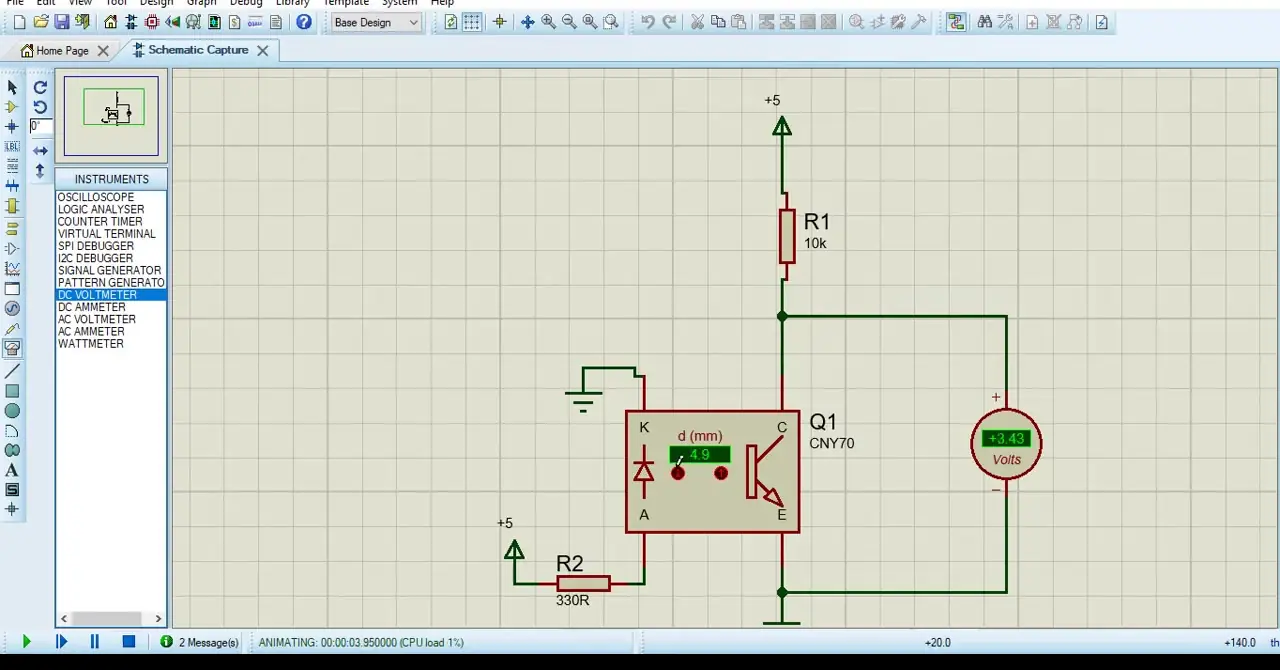 File Edit View Tool Design Graph Debug Library Template System Help
Base Design
Home Page
Schematic Capture
0°
LBL
INSTRUMENTS
OSCILLOSCOPE
LOGIC ANALYSER
COUNTER TIMER
VIRTUAL TERMINAL
SPI DEBUGGER
I2C DEBUGGER
SIGNAL GENERATOR
PATTERN GENERATO
DC VOLTMETER
DC AMMETER
AC VOLTMETER
AC AMMETER
WATTMETER
A
S
+5
R1
10k
K
d (mm)
4.9
C
A
E
Q1
CNY70
+
+3.43
Volts
−
+5
R2
330R
2 Message(s)
ANIMATING: 00:00:03.950000 (CPU load 1%)
+20.0
+140.0
th